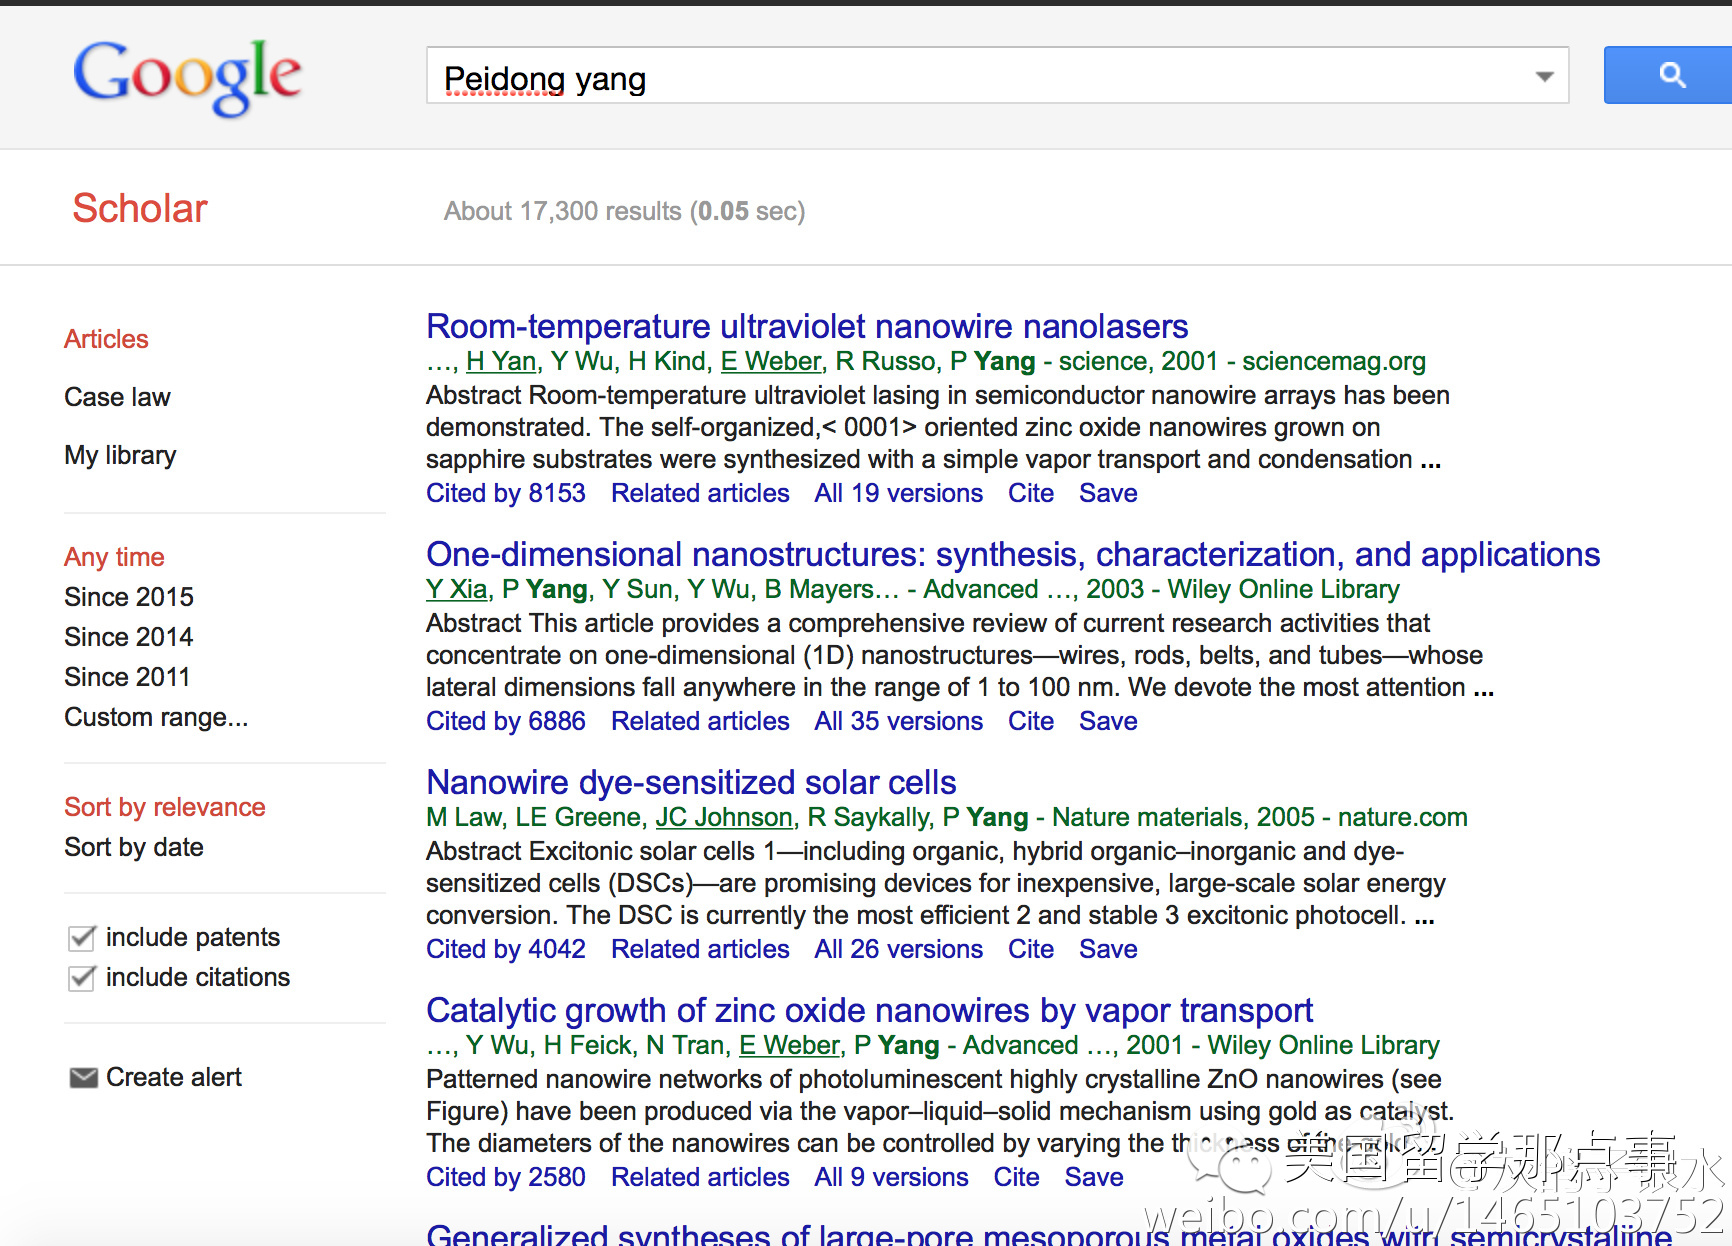 Google
Peidong yang
Scholar
About 17,300 results (0.05 sec)
Articles
Case law
My library
Any time
Since 2015
Since 2014
Since 2011
Custom range...
Sort by relevance
Sort by date
include patents
include citations
Create alert
Room-temperature ultraviolet nanowire nanolasers
…, H Yan, Y Wu, H Kind, E Weber, R Russo, P Yang - science, 2001 - sciencemag.org
Abstract Room-temperature ultraviolet lasing in semiconductor nanowire arrays has been
demonstrated. The self-organized,< 0001> oriented zinc oxide nanowires grown on
sapphire substrates were synthesized with a simple vapor transport and condensation ...
Cited by 8153 Related articles All 19 versions Cite Save
One-dimensional nanostructures: synthesis, characterization, and applications
Y Xia, P Yang, Y Sun, Y Wu, B Mayers… - Advanced …, 2003 - Wiley Online Library
Abstract This article provides a comprehensive review of current research activities that
concentrate on one-dimensional (1D) nanostructures—wires, rods, belts, and tubes—whose
lateral dimensions fall anywhere in the range of 1 to 100 nm. We devote the most attention ...
Cited by 6886 Related articles All 35 versions Cite Save
Nanowire dye-sensitized solar cells
M Law, LE Greene, JC Johnson, R Saykally, P Yang - Nature materials, 2005 - nature.com
Abstract Excitonic solar cells 1—including organic, hybrid organic–inorganic and dye-
sensitized cells (DSCs)—are promising devices for inexpensive, large-scale solar energy
conversion. The DSC is currently the most efficient 2 and stable 3 excitonic photocell. ...
Cited by 4042 Related articles All 26 versions Cite Save
Catalytic growth of zinc oxide nanowires by vapor transport
…, Y Wu, H Feick, N Tran, E Weber, P Yang - Advanced …, 2001 - Wiley Online Library
Patterned nanowire networks of photoluminescent highly crystalline ZnO nanowires (see
Figure) have been produced via the vapor–liquid–solid mechanism using gold as catalyst.
The diameters of the nanowires can be controlled by varying the thickness of the gold
Cited by 2580 Related articles All 9 versions Cite Save
Generalized syntheses of large-pore mesoporous metal oxides with semicrystalline
美国留学那点事
weibo.com/u/1465103752